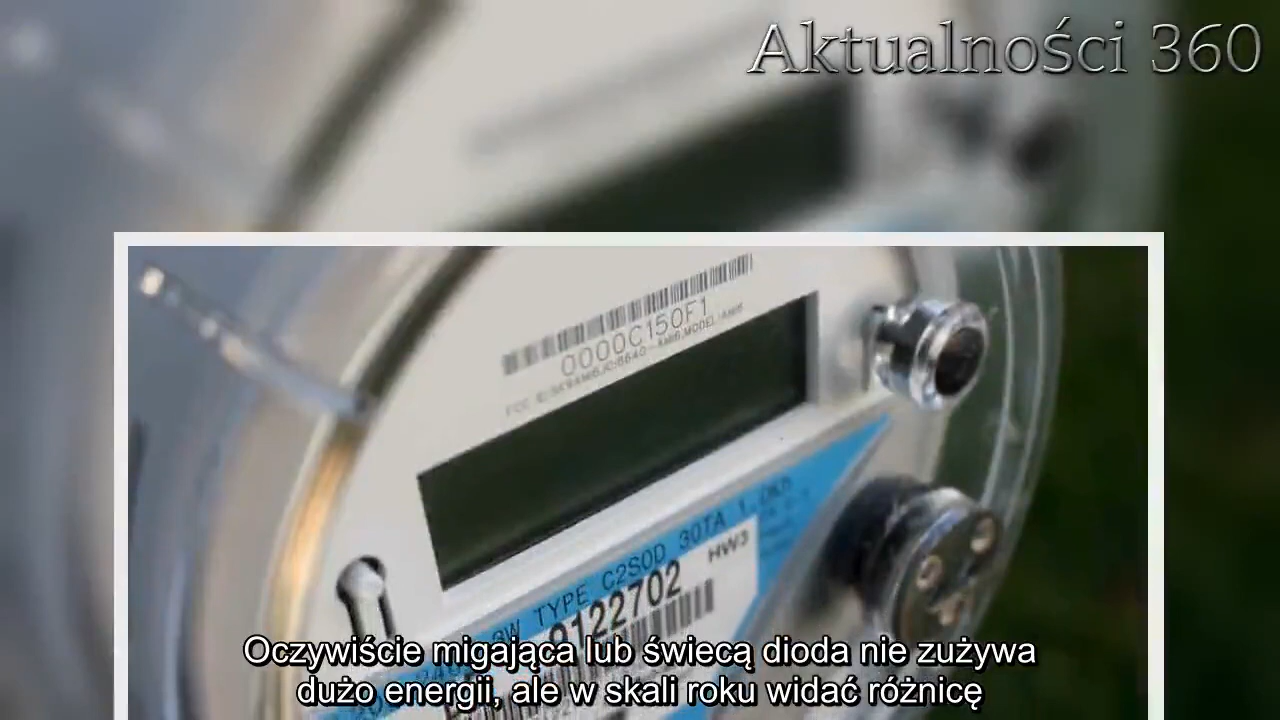 Aktualności 360
0000C150F1
TYPE C2SOD 30TA
HW3
9122702
Oczywiście migająca lub świecą dioda nie zużywa
dużo energii, ale w skali roku widać różnicę